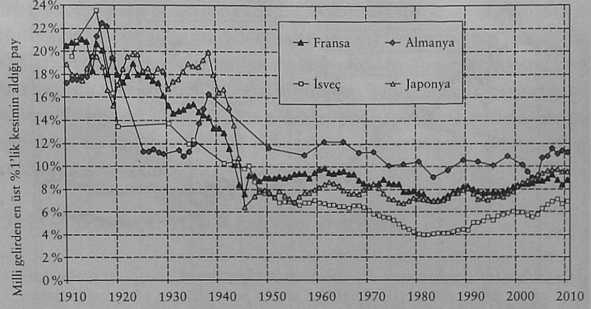 Milli gelirden en üst %1'lik kesimin aldığı pay
24%
22%
20%
18%
16%
14%
12%
10%
8%
6%
4%
2%
0%
Fransa
Almanya
İsveç
Japonya
1910 1920 1930 1940 1950 1960 1970 1980 1990 2000 2010